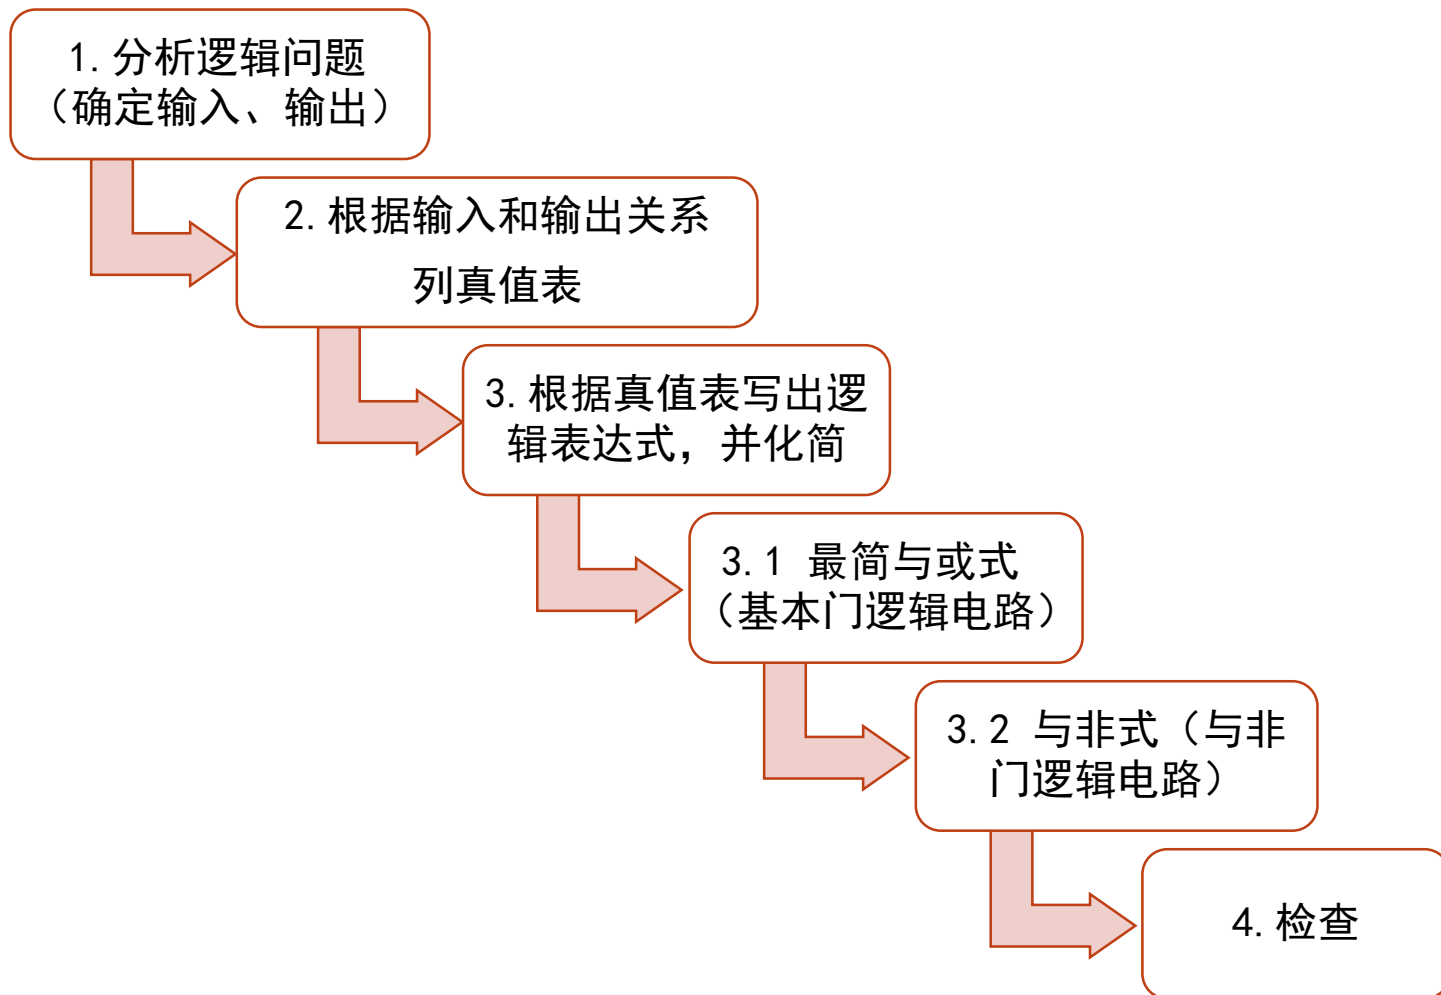 1.分析逻辑问题
（确定输入、输出）
2.根据输入和输出关系
列真值表
3.根据真值表写出逻
辑表达式，并化简
3.1 最简与或式
（基本门逻辑电路）
3.2 与非式（与非
门逻辑电路）
4.检查